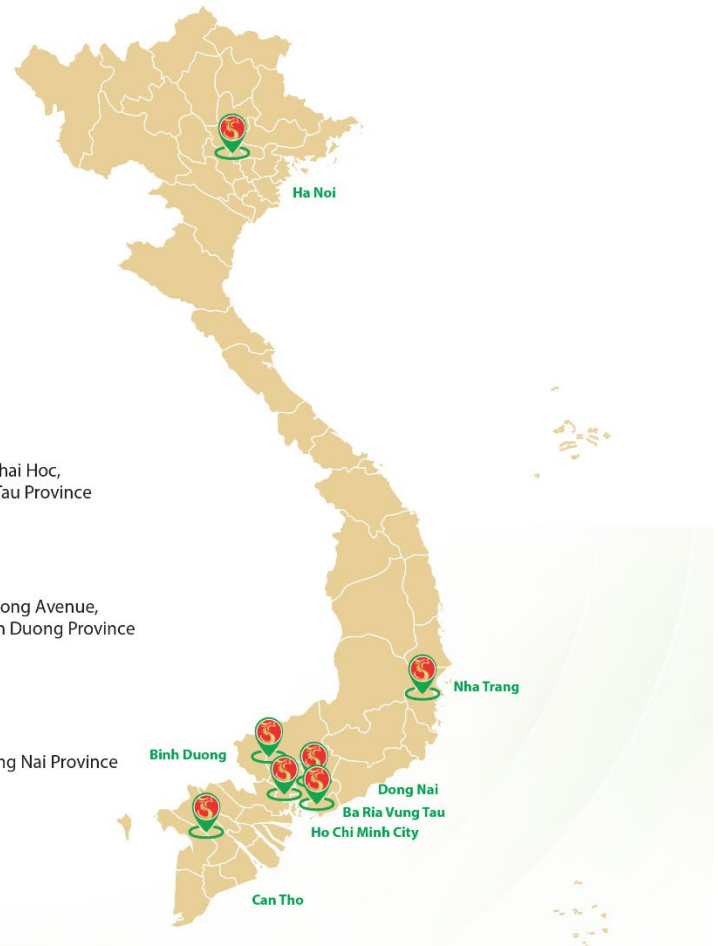 Ha Noi
hai Hoc,
Tau Province
ong Avenue,
h Duong Province
Nha Trang
Binh Duong
ng Nai Province
Dong Nai
Ba Ria Vung Tau
Ho Chi Minh City
Can Tho